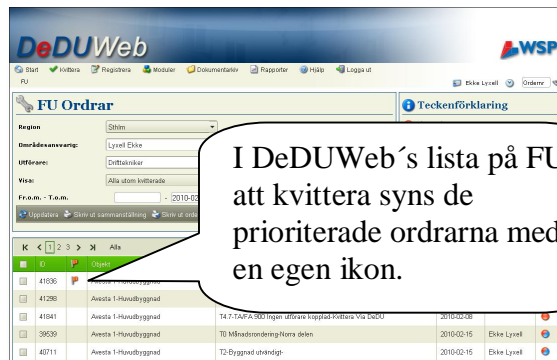 DeDUWeb
WSP
Start Kvittera Registrera Moduler Dokumentarkiv Rapporter Hjälp Logga ut
FU
Ekke Lyxell Ordernr
FU Ordrar
Teckenförklaring
Region Sthlm
Områdesansvarig: Lyxell Ekke
Utförare: Drifttekniker
Visa: Alla utom kvitterade
Fr.o.m. - T.o.m. - 2010-02
Uppdatera Skriv ut sammanställning Skriv ut orde
I DeDUWeb´s lista på FU
att kvittera syns de
prioriterade ordrarna med
en egen ikon.
1 2 3 Alla
ID Objekt
41636 Avesta 1-Huvudbyggnad
41298 Avesta 1-Huvudbyggnad
41841 Avesta 1-Huvudbyggnad T4.7-TA/FA 900 Ingen utförare kopplad-Kvittera Via DeDU 2010-02-08
39539 Avesta 1-Huvudbyggnad T0 Månadsrondering-Norra delen 2010-02-15 Ekke Lyxell
40711 Avesta 1-Huvudbyggnad T2-Byggnad utvändigt- 2010-02-15 Ekke Lyxell